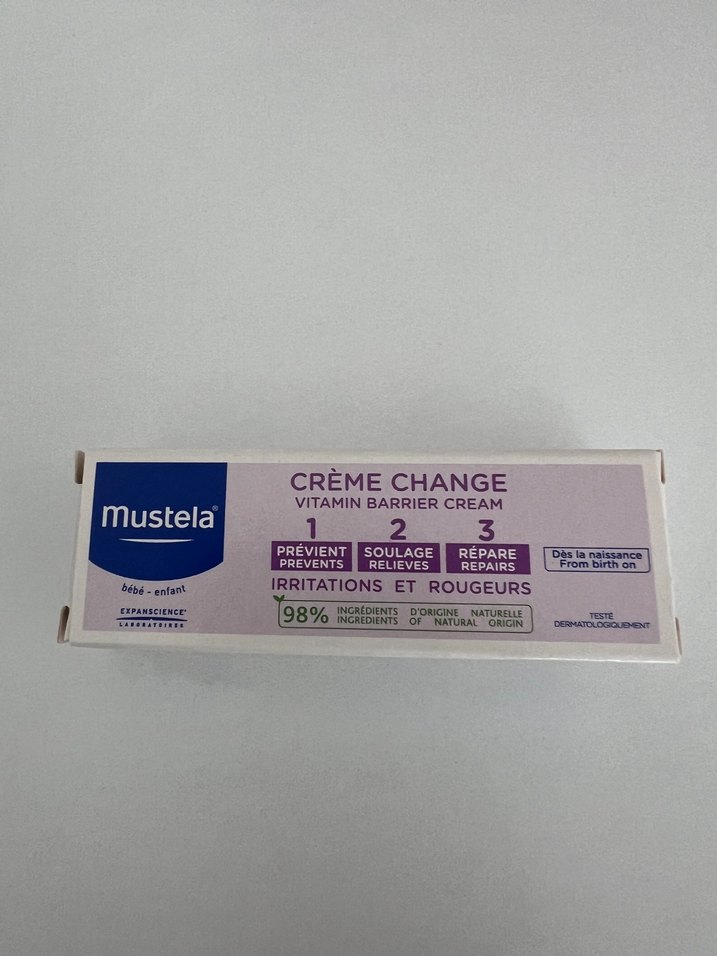 mustela®
bébé - enfant
EXPANSCIENCE®
LABORATOIRES
CRÈME CHANGE
VITAMIN BARRIER CREAM
1 2 3
PRÉVIENT SOULAGE RÉPARE
PREVENTS RELIEVES REPAIRS
IRRITATIONS ET ROUGEURS
98% INGRÉDIENTS D'ORIGINE NATURELLE
INGREDIENTS OF NATURAL ORIGIN
Dès la naissance
From birth on
TESTÉ
DERMATOLOGIQUEMENT